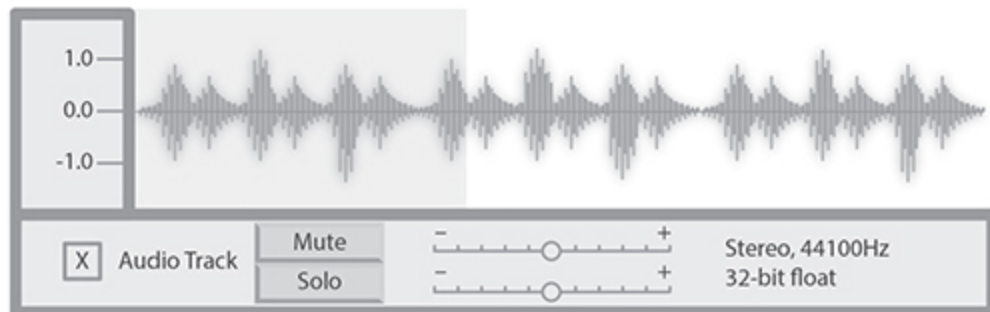 1.0
0.0
-1.0
X
Audio Track
Mute
Solo
− +
− +
Stereo, 44100Hz
32-bit float